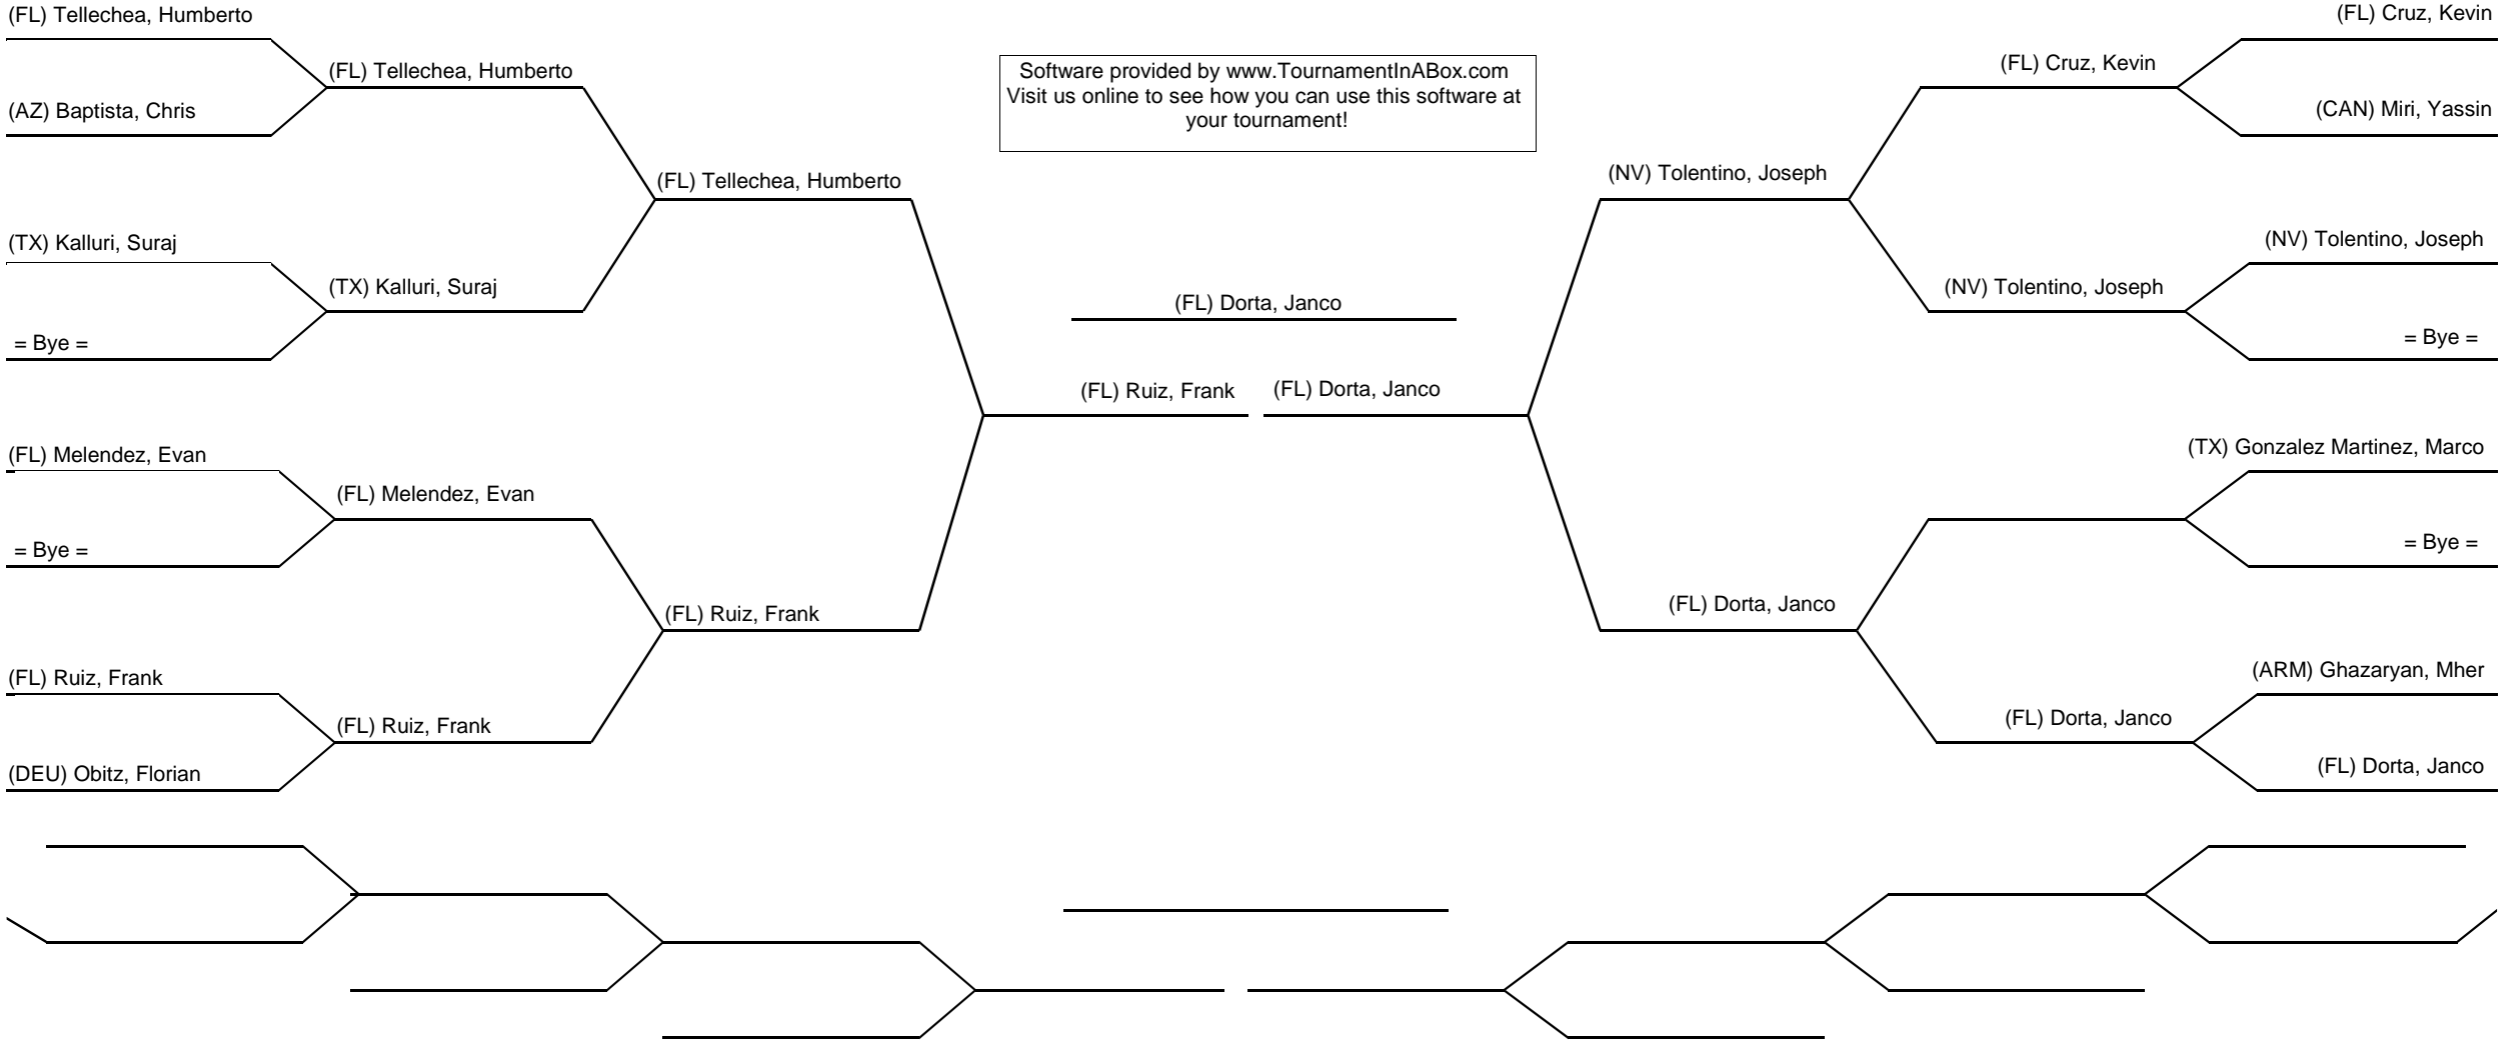 (FL) Tellechea, Humberto
(AZ) Baptista, Chris
(TX) Kalluri, Suraj
= Bye =
(FL) Melendez, Evan
= Bye =
(FL) Ruiz, Frank
(DEU) Obitz, Florian
(FL) Tellechea, Humberto
(TX) Kalluri, Suraj
(FL) Melendez, Evan
(FL) Ruiz, Frank
(FL) Tellechea, Humberto
(FL) Ruiz, Frank
Software provided by www.TournamentInABox.com
Visit us online to see how you can use this software at
your tournament!
(FL) Dorta, Janco
(FL) Ruiz, Frank
(FL) Dorta, Janco
(NV) Tolentino, Joseph
(FL) Dorta, Janco
(FL) Cruz, Kevin
(NV) Tolentino, Joseph
(FL) Dorta, Janco
(FL) Cruz, Kevin
(CAN) Miri, Yassin
(NV) Tolentino, Joseph
= Bye =
(TX) Gonzalez Martinez, Marco
= Bye =
(ARM) Ghazaryan, Mher
(FL) Dorta, Janco